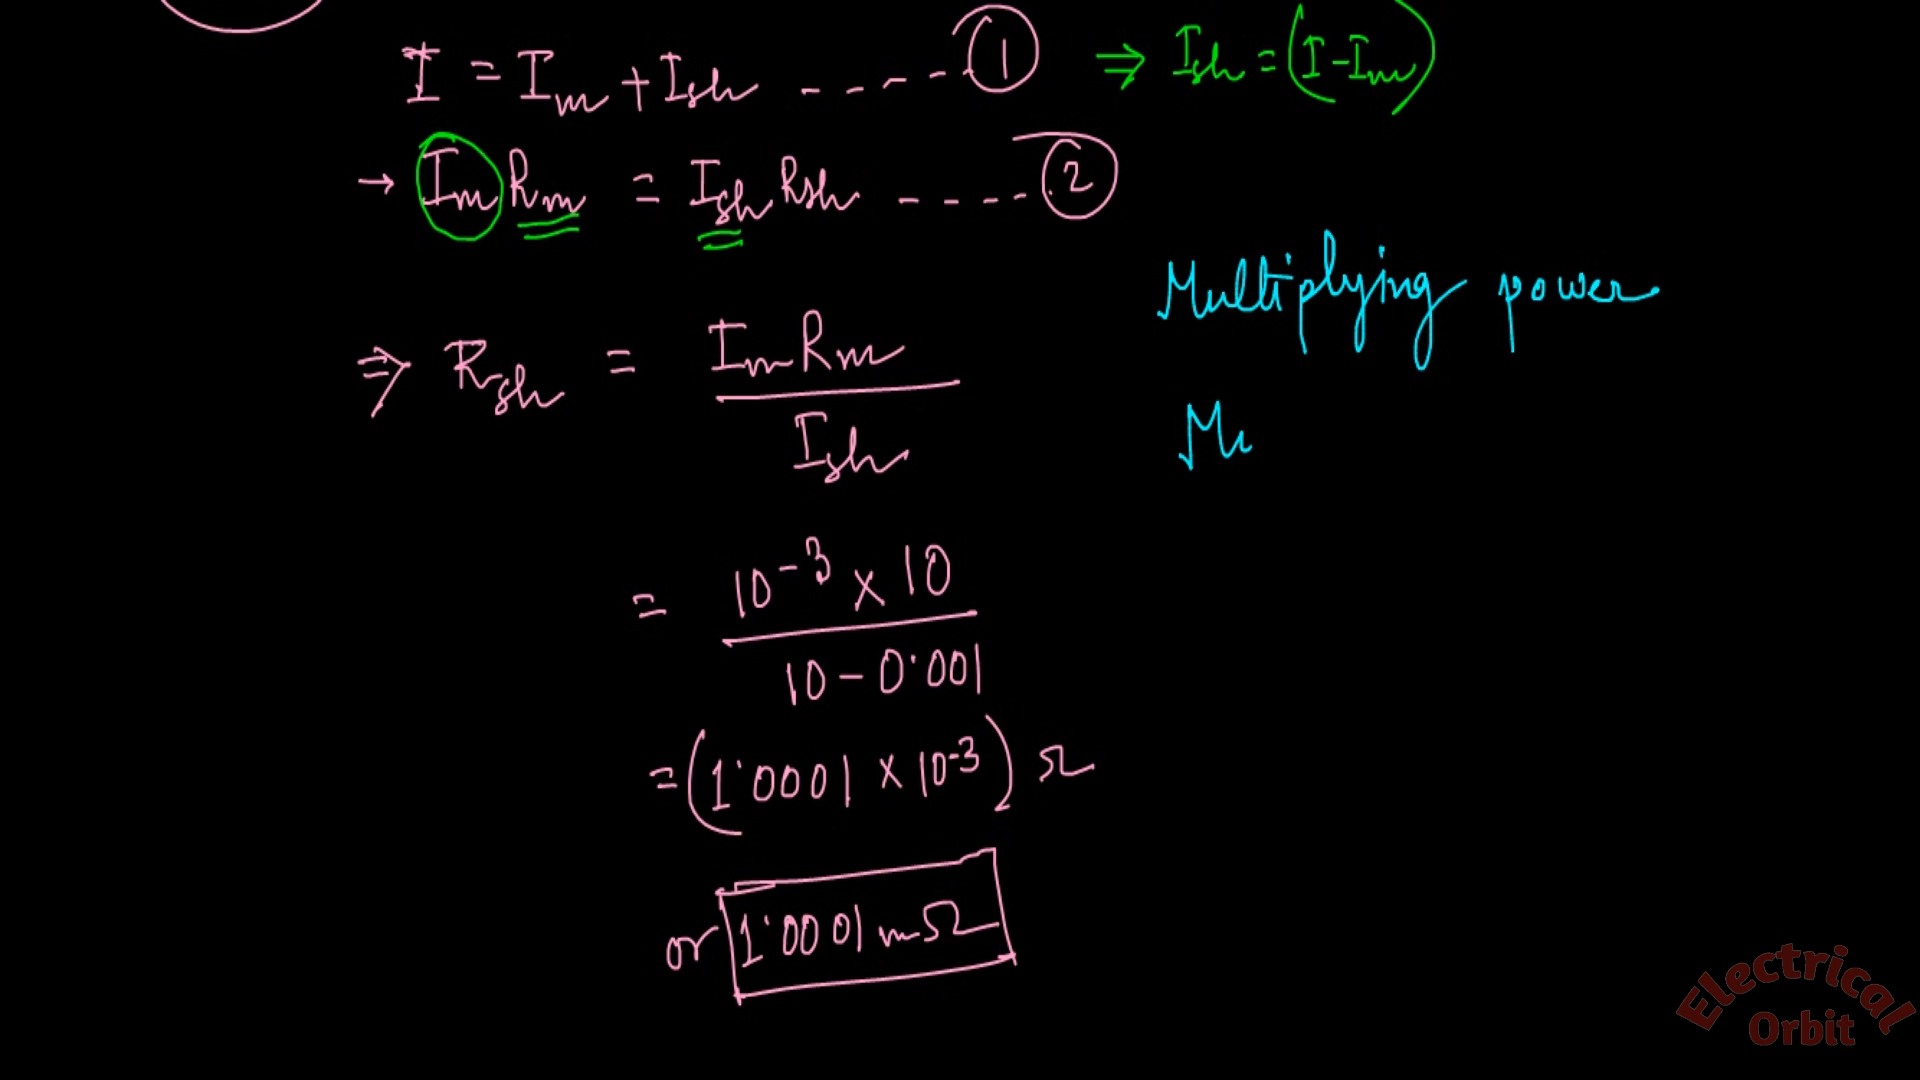 I = Im + Ish ------ 1 ⇒ Ish = (I - Im)
→ Im Rm = Ish Rsh ----- 2
Multiplying power
⇒ Rsh = Im Rm / Ish
Mu
= 10^-3 × 10 / 10 - 0.001
= (1.0001 × 10^-3) Ω
or 1.0001 mΩ
Electrical
Orbit